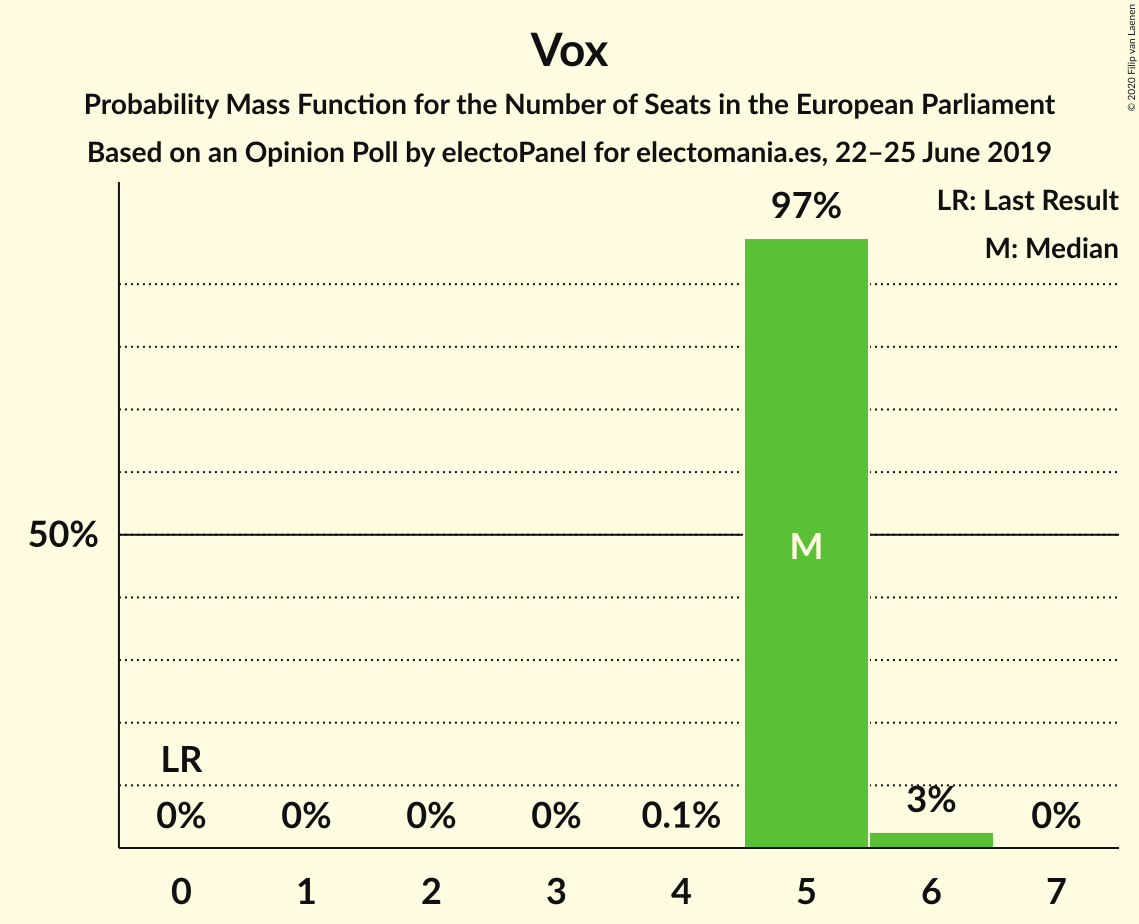 Vox
Probability Mass Function for the Number of Seats in the European Parliament
Based on an Opinion Poll by electoPanel for electomania.es, 22–25 June 2019
© 2020 Filip van Laenen
LR: Last Result
M: Median
97%
50%
M
LR
0%
0%
0%
0%
0.1%
3%
0%
0 1 2 3 4 5 6 7